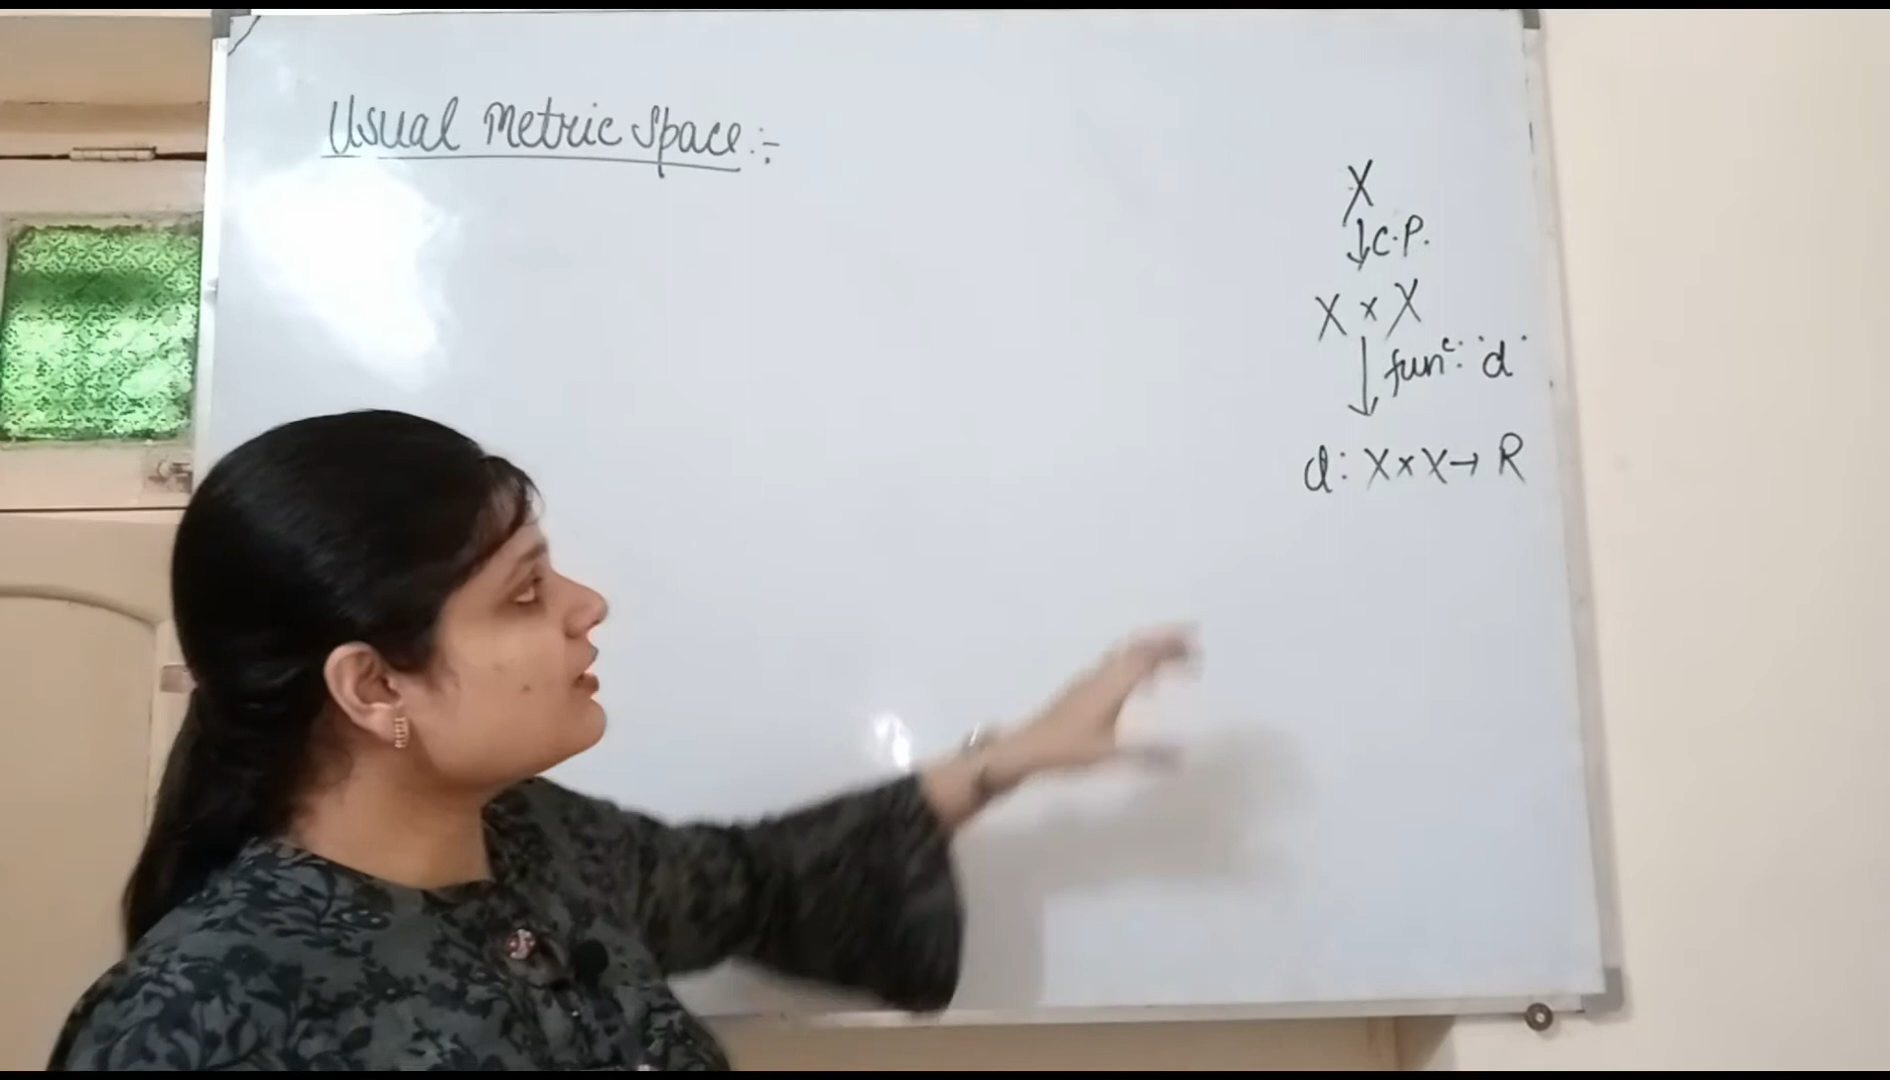 Usual Metric Space :-
X
↓ C.P.
X × X
↓ funᶜ: "d"
d: X × X → R